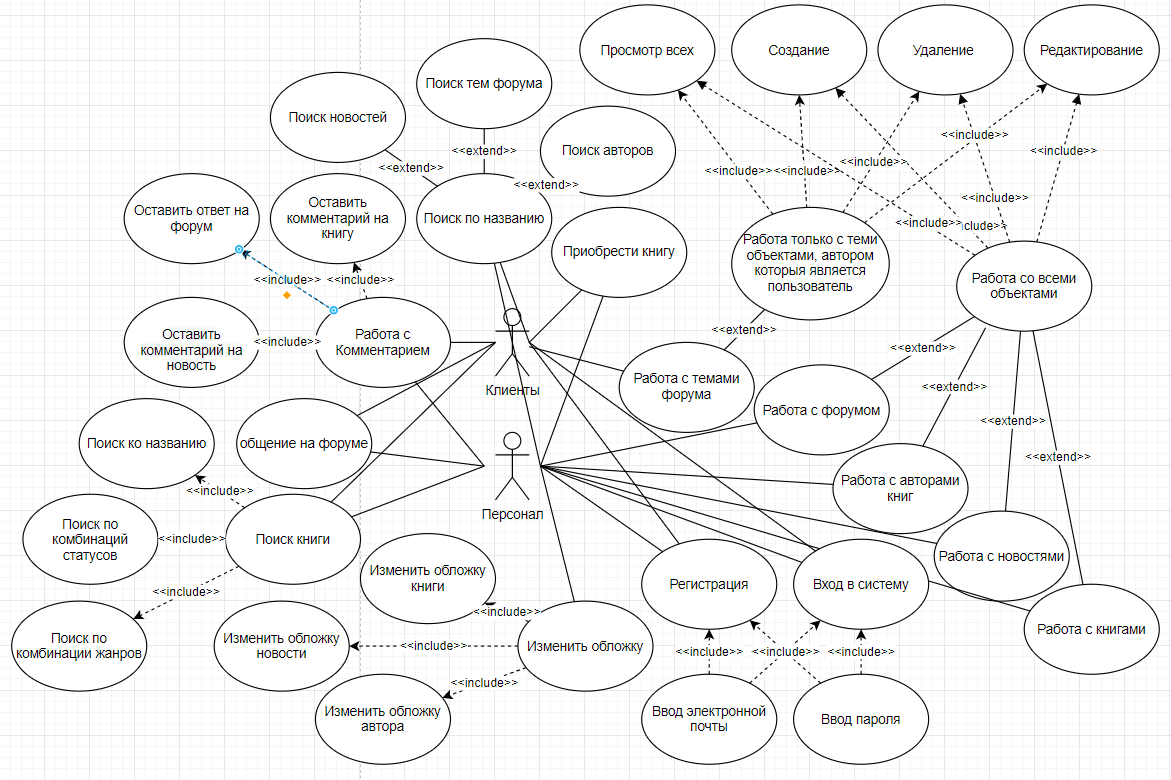 Просмотр всех
Создание
Удаление
Редактирование
Поиск тем форума
Поиск новостей
<<extend>>
<<extend>>
Поиск авторов
<<extend>>
<<include>>
<<include>>
<<include>>
<<include>>
<<include>>
<<include>>
<<include>>
Оставить ответ на
форум
Оставить
комментарий на
книгу
Поиск по названию
Приобрести книгу
Работа только с теми
объектами, автором
которыя является
пользователь
Работа со всеми
объектами
<<include>>
<<include>>
Оставить
комментарий на
новость
<<include>>
Работа с
Комментарием
Клиенты
<<extend>>
Работа с темами
форума
<<extend>>
<<extend>>
<<extend>>
<<extend>>
Работа с форумом
Поиск ко названию
общение на форуме
Персонал
Работа с авторами
книг
<<include>>
Поиск по
комбинаций
статусов
<<include>>
Поиск книги
<<include>>
Работа с новостями
Поиск по
комбинации жанров
Изменить обложку
книги
<<include>>
Регистрация
Вход в систему
Работа с книгами
Изменить обложку
новости
<<include>>
Изменить обложку
<<include>>
<<include>>
<<include>>
<<include>>
Изменить обложку
автора
Ввод электронной
почты
Ввод пароля